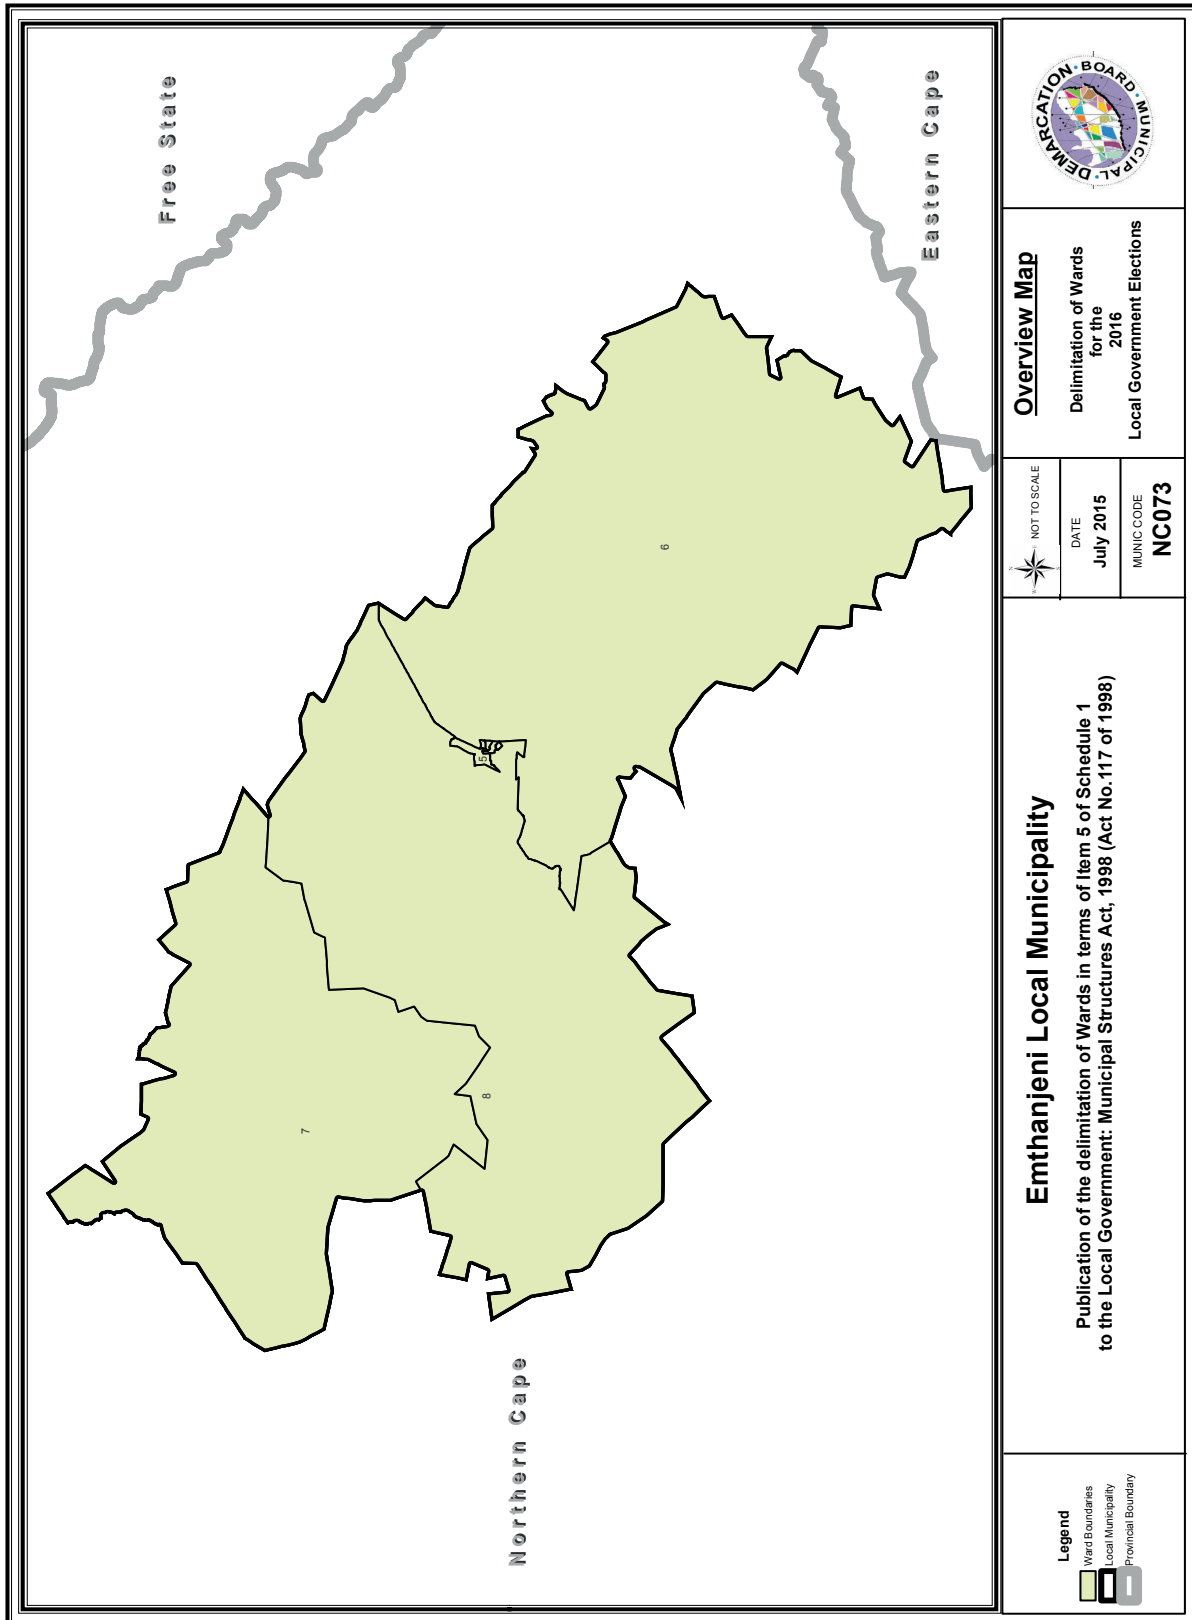 Free State
Eastern Cape
Northern Cape
6
5
7
8
Legend
Ward Boundaries
Local Municipality
Provincial Boundary
Emthanjeni Local Municipality
Publication of the delimitation of Wards in terms of Item 5 of Schedule 1
to the Local Government: Municipal Structures Act, 1998 (Act No.117 of 1998)
N
W
E
S
NOT TO SCALE
DATE
July 2015
MUNIC CODE
NC073
Overview Map
Delimitation of Wards
for the
2016
Local Government Elections
MUNICIPAL • DEMARCATION • BOARD •